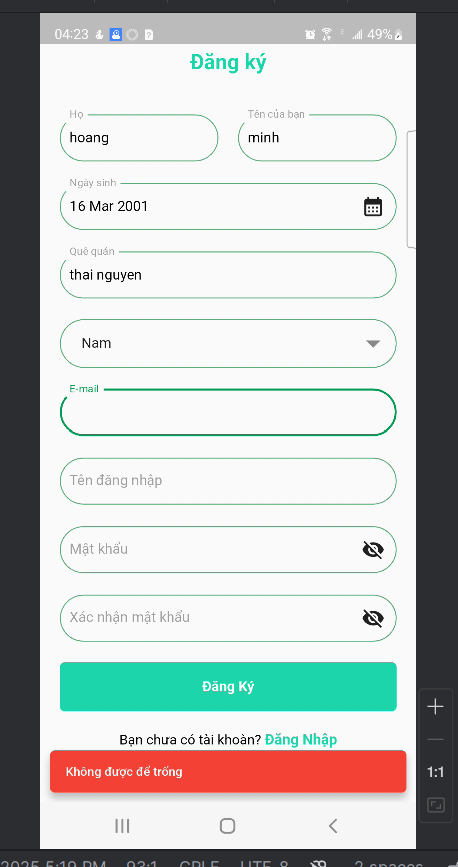 04:23 49%
Đăng ký
Họ Tên của bạn
hoang minh
Ngày sinh
16 Mar 2001
Quê quán
thai nguyen
Nam
E-mail
Tên đăng nhập
Mật khẩu
Xác nhận mật khẩu
Đăng Ký
Bạn chưa có tài khoản? Đăng Nhập
Không được để trống
1:1
2025 5:19 PM 93:1 CRLF UTF-8 2 spaces